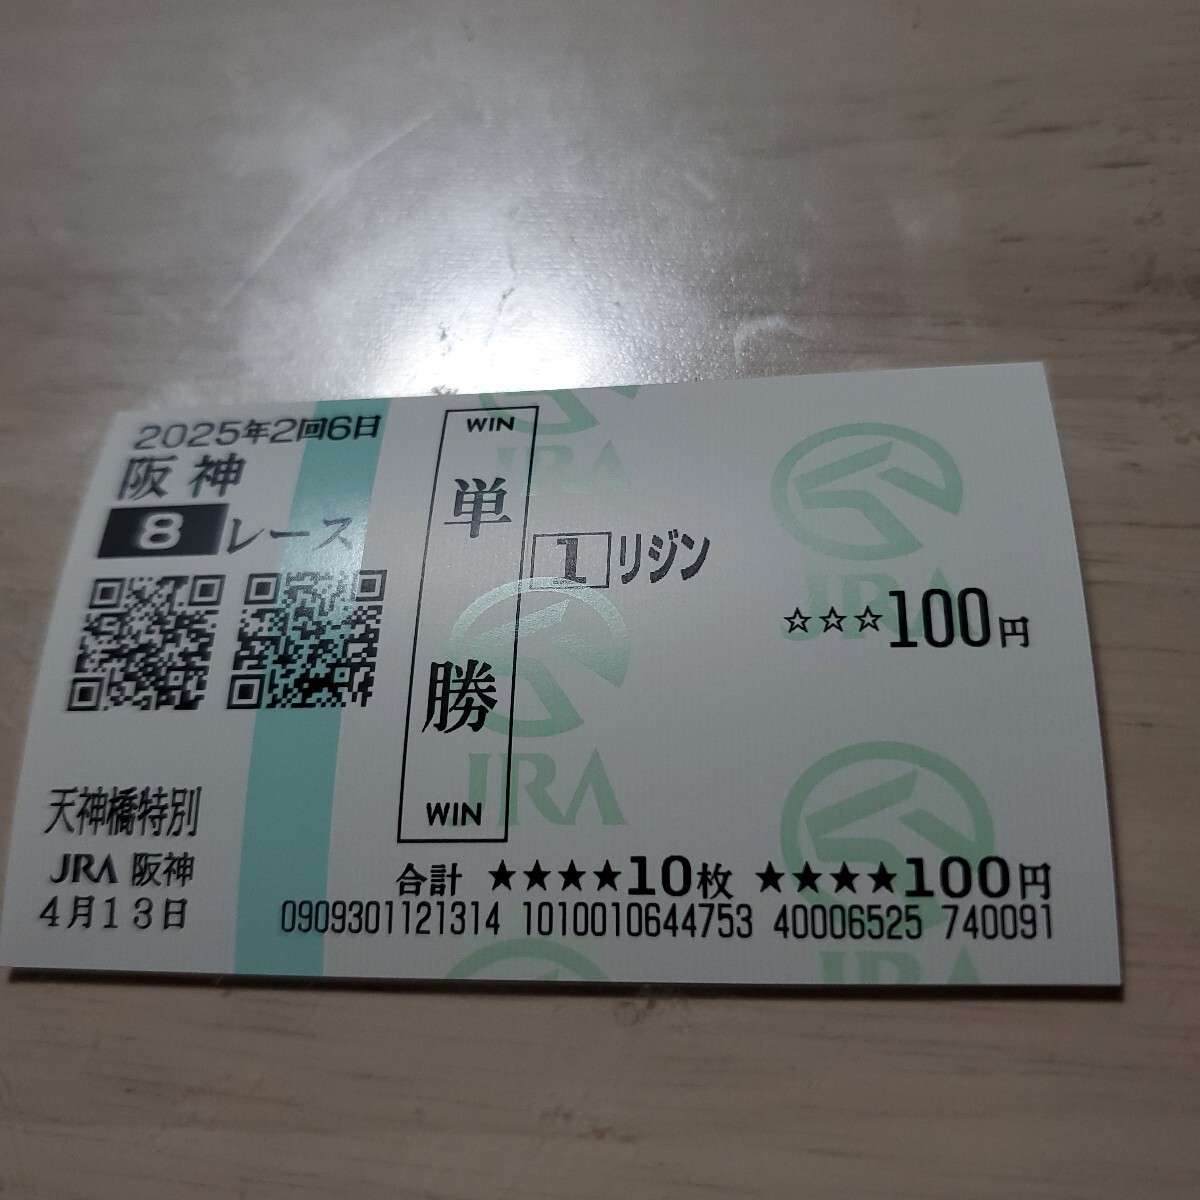 2025年2回6日
阪神
8レース
天神橋特別
JRA 阪神
4月13日
WIN
単勝
WIN
1 リジン
☆☆☆100円
合計 ★★★★10枚 ★★★★100円
0909301121314 1010010644753 40006525 740091
JRA
JRA
JRA
JRA